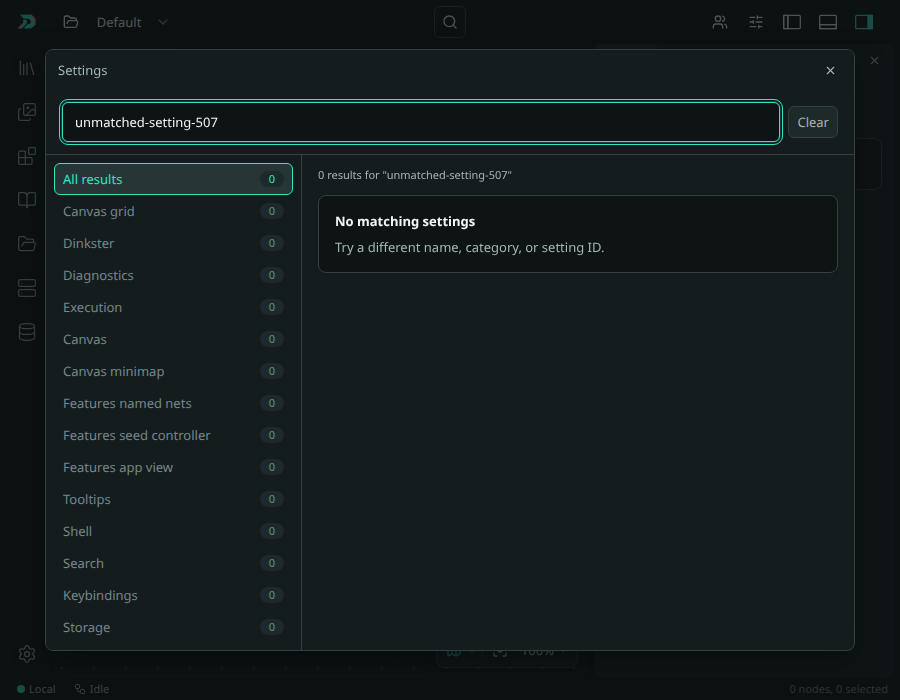 Default
Settings
unmatched-setting-507
Clear
All results 0
Canvas grid 0
Dinkster 0
Diagnostics 0
Execution 0
Canvas 0
Canvas minimap 0
Features named nets 0
Features seed controller 0
Features app view 0
Tooltips 0
Shell 0
Search 0
Keybindings 0
Storage 0
0 results for "unmatched-setting-507"
No matching settings
Try a different name, category, or setting ID.
100%
Local
Idle
0 nodes, 0 selected